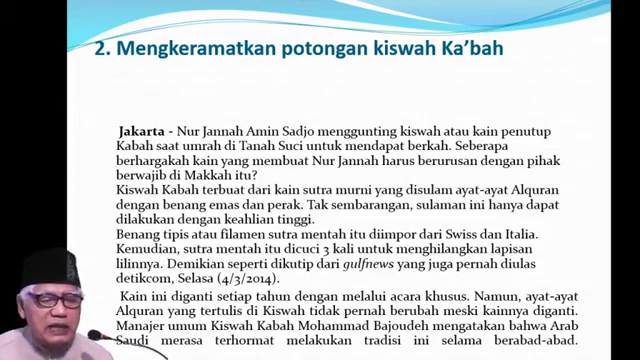 2. Mengkeramatkan potongan kiswah Ka’bah
Jakarta - Nur Jannah Amin Sadjo menggunting kiswah atau kain penutup
Kabah saat umrah di Tanah Suci untuk mendapat berkah. Seberapa
berhargakah kain yang membuat Nur Jannah harus berurusan dengan pihak
berwajib di Makkah itu?
Kiswah Kabah terbuat dari kain sutra murni yang disulam ayat-ayat Alquran
dengan benang emas dan perak. Tak sembarangan, sulaman ini hanya dapat
dilakukan dengan keahlian tinggi.
Benang tipis atau filamen sutra mentah itu diimpor dari Swiss dan Italia.
Kemudian, sutra mentah itu dicuci 3 kali untuk menghilangkan lapisan
lilinnya. Demikian seperti dikutip dari gulfnews yang juga pernah diulas
detikcom, Selasa (4/3/2014).
Kain ini diganti setiap tahun dengan melalui acara khusus. Namun, ayat-ayat
Alquran yang tertulis di Kiswah tidak pernah berubah meski kainnya diganti.
Manajer umum Kiswah Kabah Mohammad Bajoudeh mengatakan bahwa Arab
Saudi merasa terhormat melakukan tradisi ini selama berabad-abad.